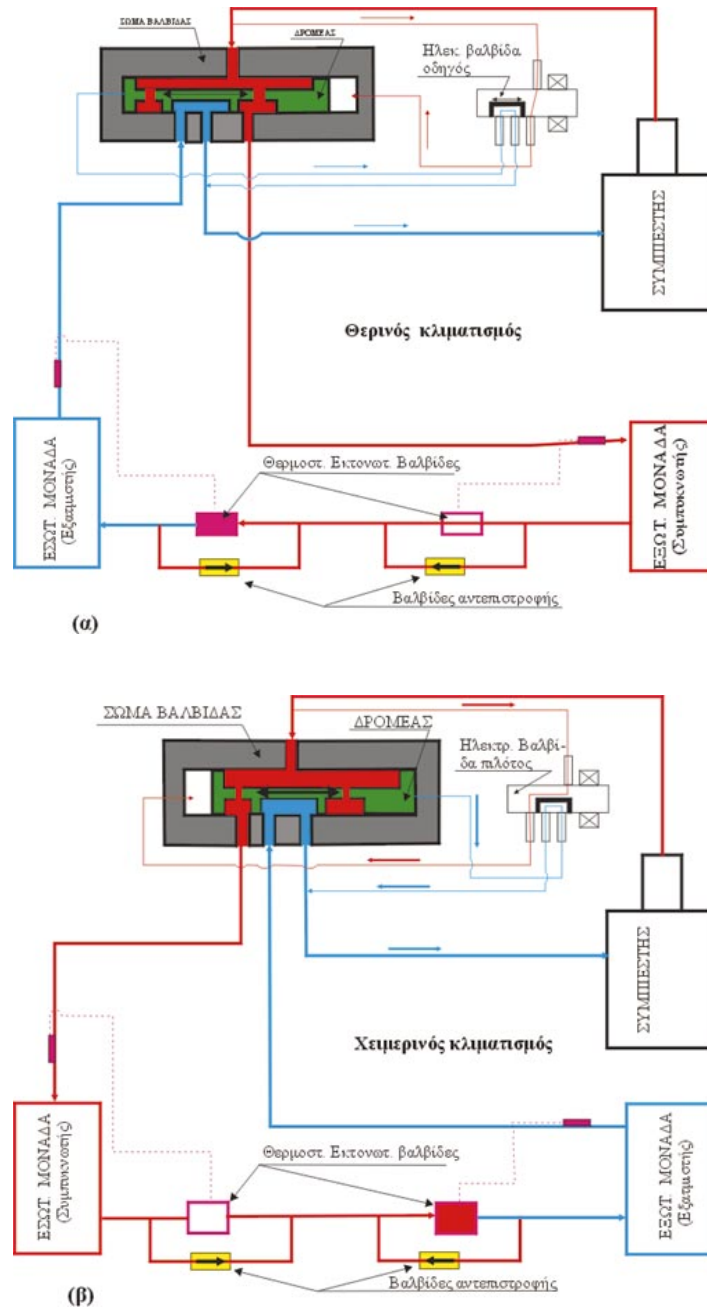 ΣΩΜΑ ΒΑΛΒΙΔΑΣ
ΔΡΟΜΕΑΣ
Ηλεκ. βαλβίδα
οδηγός
ΣΥΜΠΙΕΣΤΗΣ
Θερινός κλιματισμός
ΕΣΩΤ. ΜΟΝΑΔΑ
(Εξατμιστής)
Θερμοστ. Εκτονωτ. Βαλβίδες
ΕΞΩΤ. ΜΟΝΑΔΑ
(Συμπυκνωτής)
Βαλβίδες αντεπιστροφής
(α)
ΣΩΜΑ ΒΑΛΒΙΔΑΣ
ΔΡΟΜΕΑΣ
Ηλεκτρ. Βαλβί-
δα πιλότος
ΣΥΜΠΙΕΣΤΗΣ
Χειμερινός κλιματισμός
ΕΣΩΤ. ΜΟΝΑΔΑ
(Συμπυκνωτής)
Θερμοστ. Εκτονωτ. βαλβίδες
ΕΞΩΤ. ΜΟΝΑΔΑ
(Εξατμιστής)
Βαλβίδες αντεπιστροφής
(β)